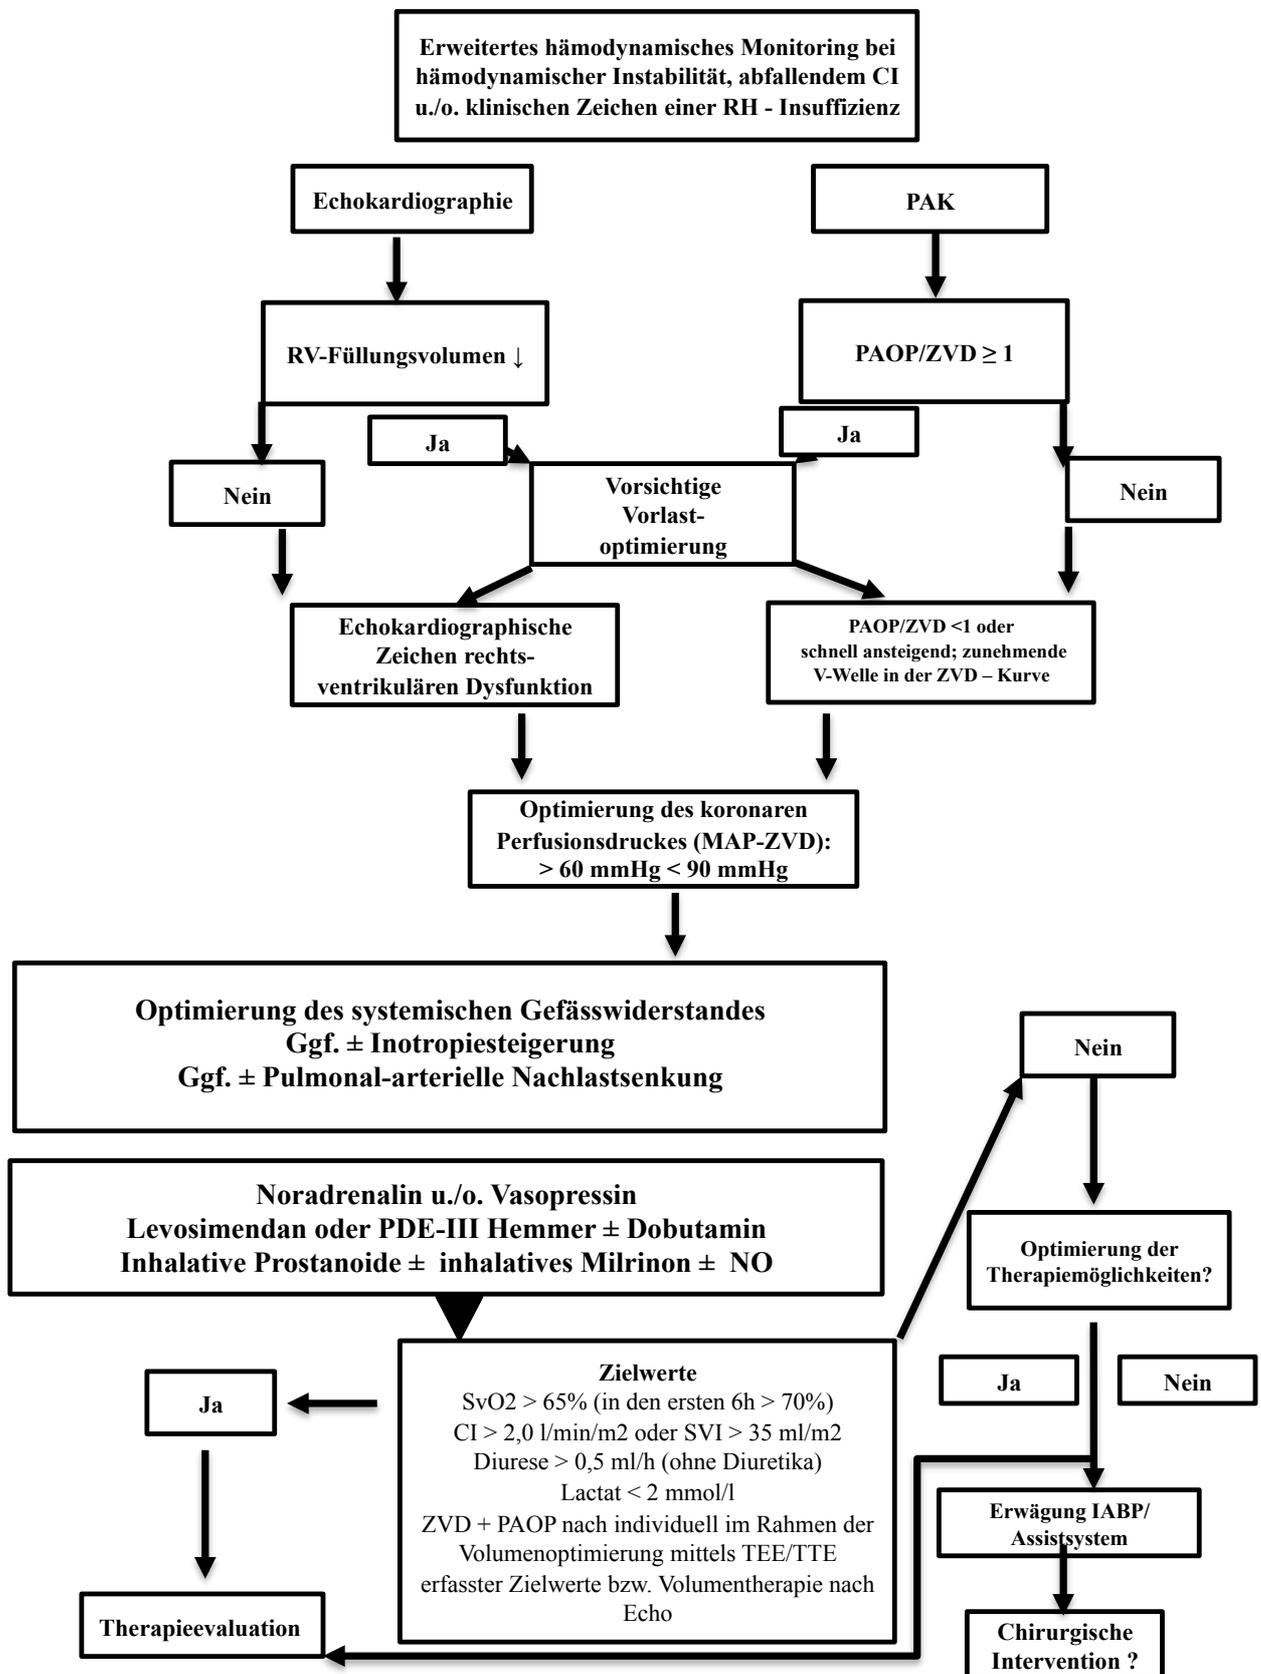 Erweitertes hämodynamisches Monitoring bei
hämodynamischer Instabilität, abfallendem CI
u./o. klinischen Zeichen einer RH - Insuffizienz
Echokardiographie
PAK
RV-Füllungsvolumen ↓
PAOP/ZVD ≥ 1
Ja
Ja
Nein
Vorsichtige
Vorlast-
optimierung
Nein
Echokardiographische
Zeichen rechts-
ventrikulären Dysfunktion
PAOP/ZVD <1 oder
schnell ansteigend; zunehmende
V-Welle in der ZVD – Kurve
Optimierung des koronaren
Perfusionsdruckes (MAP-ZVD):
> 60 mmHg < 90 mmHg
Optimierung des systemischen Gefässwiderstandes
Ggf. ± Inotropiesteigerung
Ggf. ± Pulmonal-arterielle Nachlastsenkung
Nein
Noradrenalin u./o. Vasopressin
Levosimendan oder PDE-III Hemmer ± Dobutamin
Inhalative Prostanoide ± inhalatives Milrinon ± NO
Optimierung der
Therapiemöglichkeiten?
Ja
Zielwerte
SvO2 > 65% (in den ersten 6h > 70%)
CI > 2,0 l/min/m2 oder SVI > 35 ml/m2
Diurese > 0,5 ml/h (ohne Diuretika)
Lactat < 2 mmol/l
ZVD + PAOP nach individuell im Rahmen der
Volumenoptimierung mittels TEE/TTE
erfasster Zielwerte bzw. Volumentherapie nach
Echo
Ja
Nein
Erwägung IABP/
Assistsystem
Therapieevaluation
Chirurgische
Intervention ?